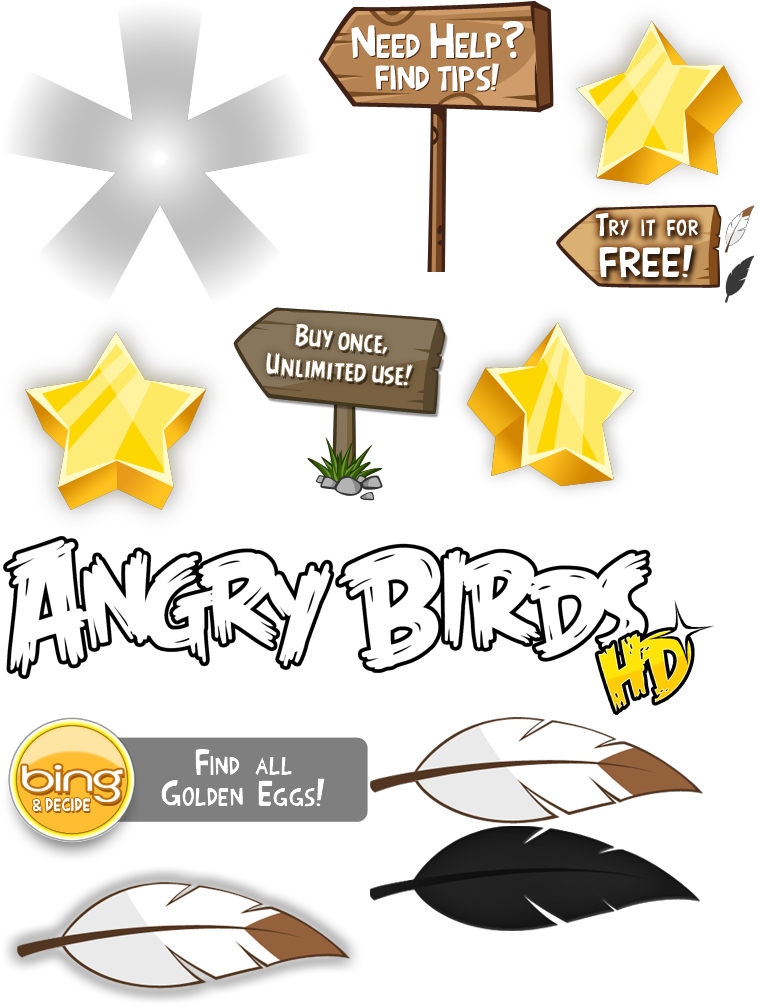 Need Help?
find tips!
Try it for
FREE!
Buy once,
Unlimited use!
Angry Birds
HD
bing
& DECIDE
Find all
Golden Eggs!